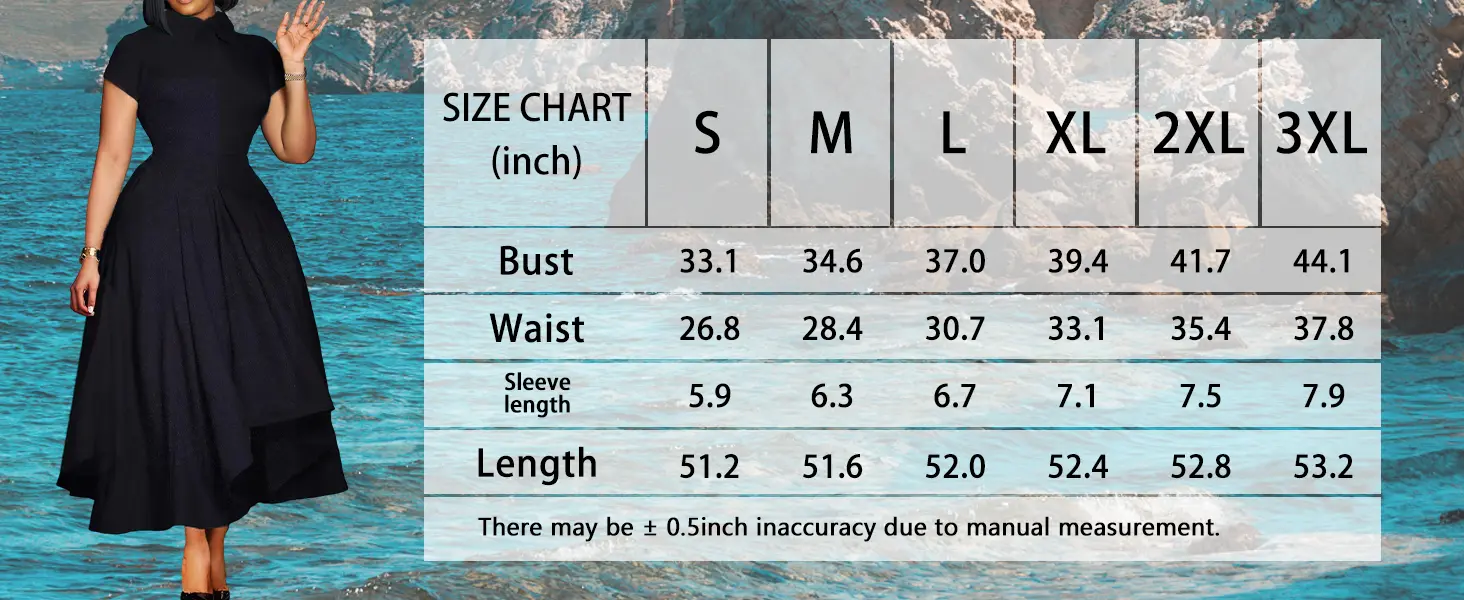 SIZE CHART
(inch)
S M L XL 2XL 3XL
Bust 33.1 34.6 37.0 39.4 41.7 44.1
Waist 26.8 28.4 30.7 33.1 35.4 37.8
Sleeve
length 5.9 6.3 6.7 7.1 7.5 7.9
Length 51.2 51.6 52.0 52.4 52.8 53.2
There may be ± 0.5inch inaccuracy due to manual measurement.